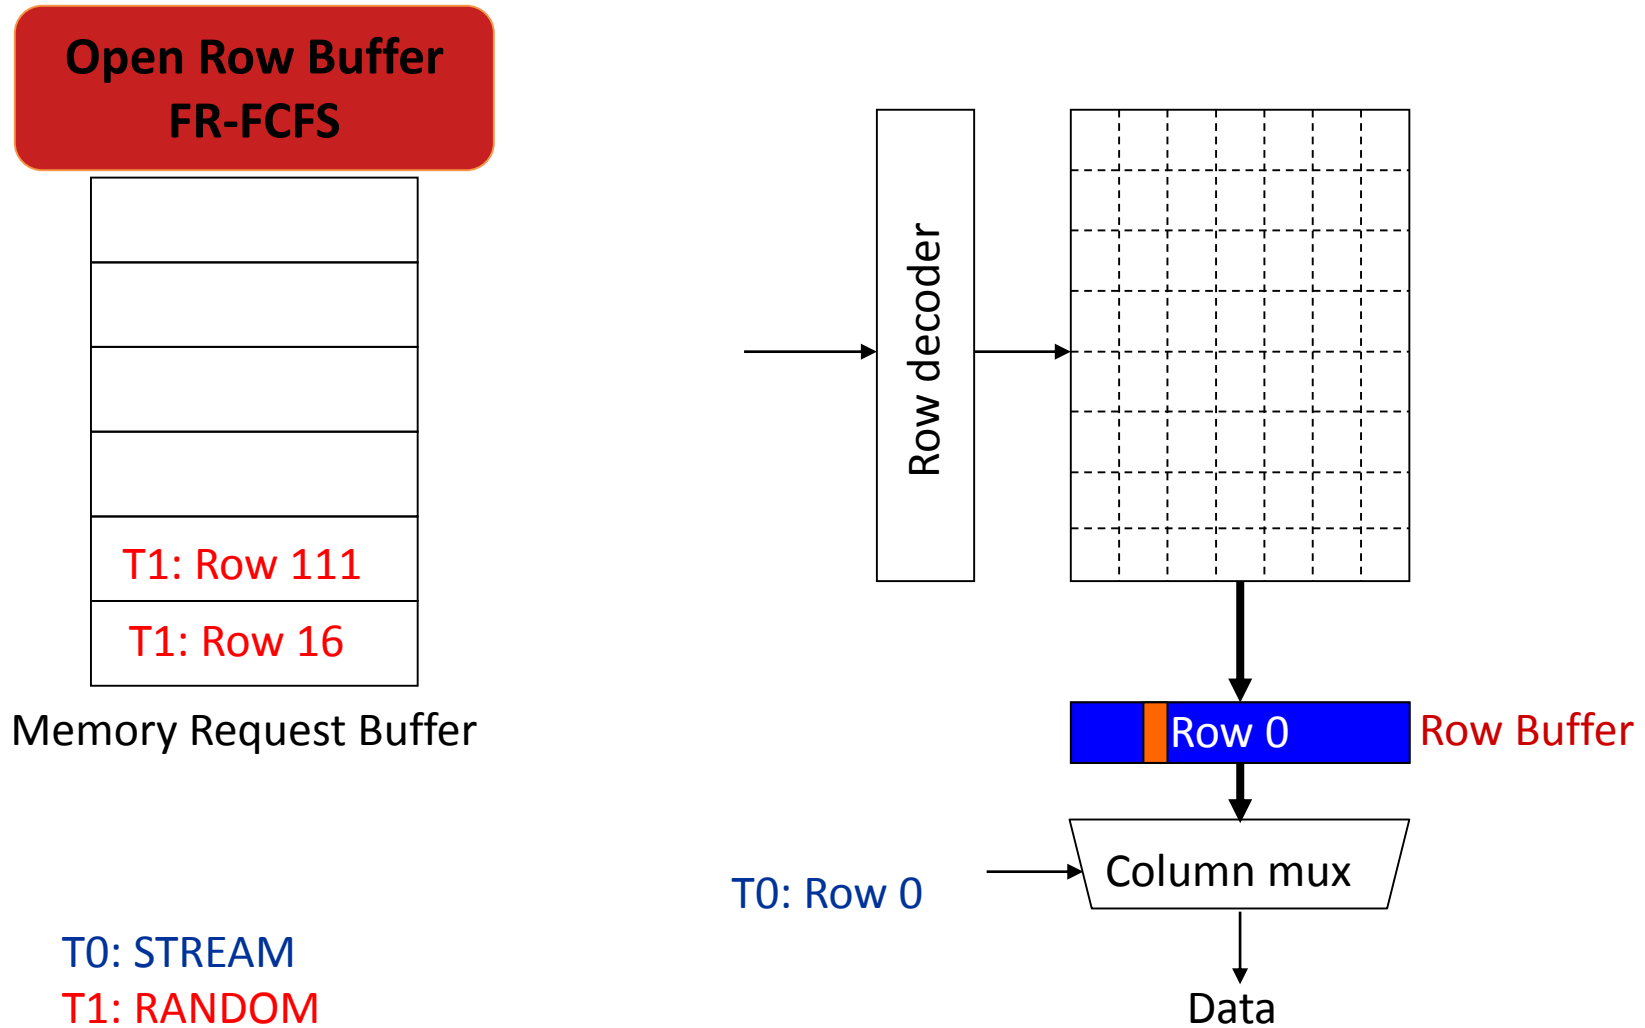 Open Row Buffer
FR-FCFS
T1: Row 111
T1: Row 16
Memory Request Buffer
T0: STREAM
T1: RANDOM
Row decoder
Row 0
Row Buffer
Column mux
T0: Row 0
Data